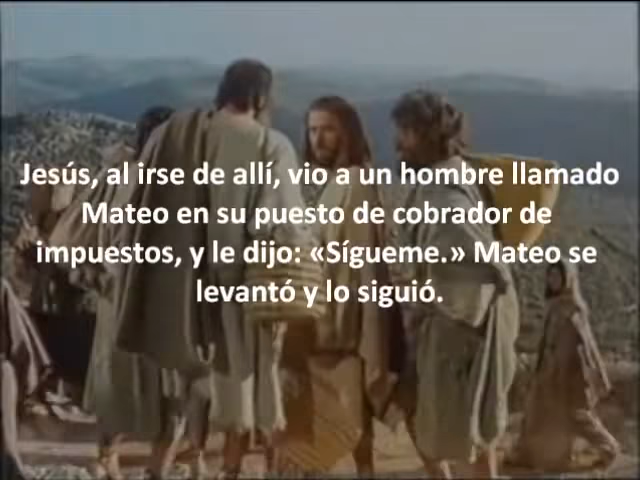 Jesús, al irse de allí, vio a un hombre llamado
Mateo en su puesto de cobrador de
impuestos, y le dijo: «Sígueme.» Mateo se
levantó y lo siguió.